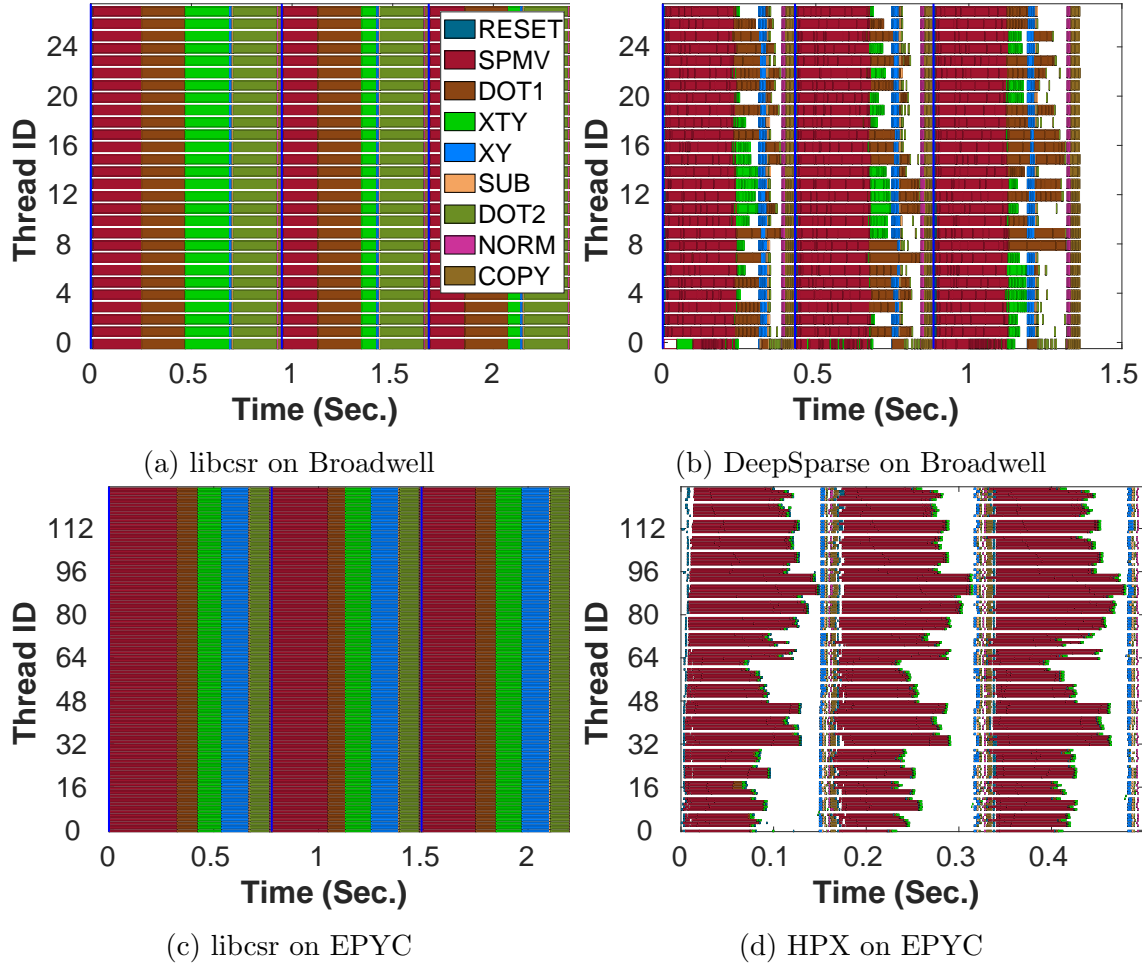 24
20
16
12
8
4
0
Thread ID
RESET
SPMV
DOT1
XTY
XY
SUB
DOT2
NORM
COPY
0 0.5 1 1.5 2
Time (Sec.)
(a) libcsr on Broadwell
24
20
16
12
8
4
0
Thread ID
0 0.5 1 1.5
Time (Sec.)
(b) DeepSparse on Broadwell
112
96
80
64
48
32
16
0
Thread ID
0 0.5 1 1.5 2
Time (Sec.)
(c) libcsr on EPYC
112
96
80
64
48
32
16
0
Thread ID
0 0.1 0.2 0.3 0.4
Time (Sec.)
(d) HPX on EPYC